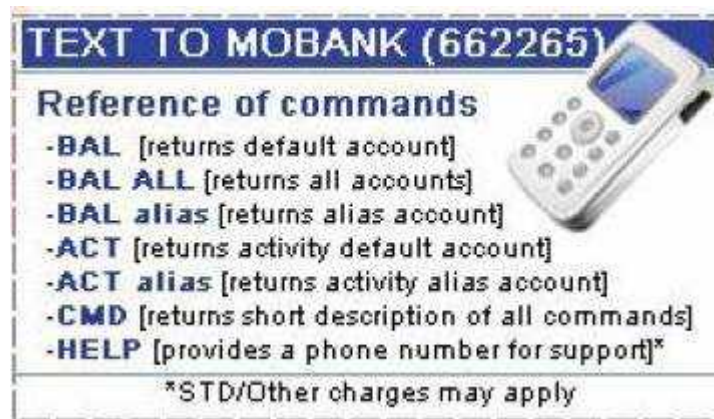 TEXT TO MOBANK (662265)
Reference of commands
-BAL [returns default account]
-BAL ALL [returns all accounts]
-BAL alias [returns alias account]
-ACT [returns activity default account]
-ACT alias [returns activity alias account]
-CMD [returns short description of all commands]
-HELP [provides a phone number for support]*
*STD/Other charges may apply